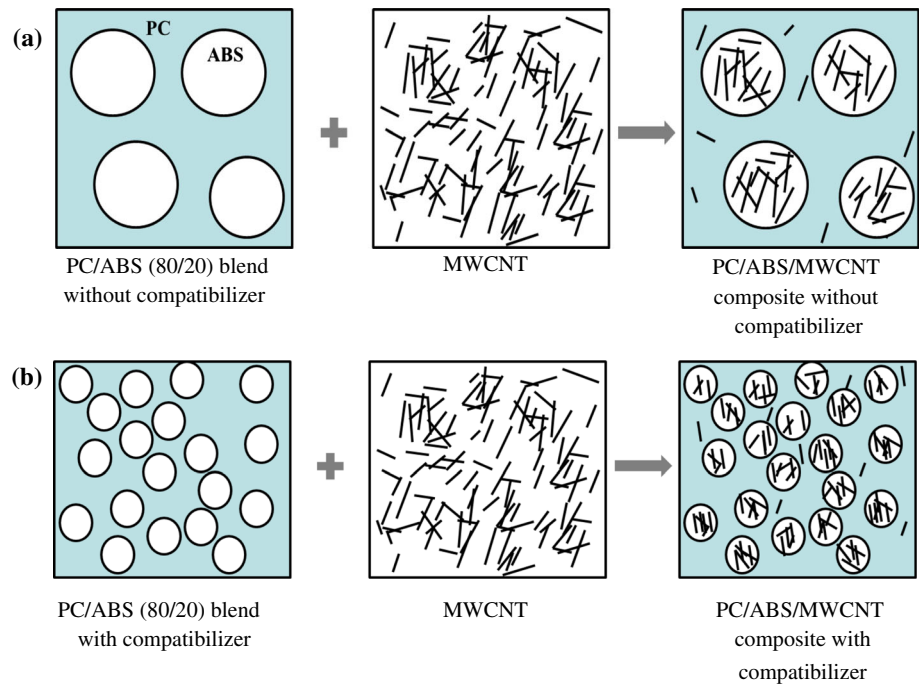 (a)
PC
ABS
PC/ABS (80/20) blend
without compatibilizer
MWCNT
PC/ABS/MWCNT
composite without
compatibilizer
(b)
PC/ABS (80/20) blend
with compatibilizer
MWCNT
PC/ABS/MWCNT
composite with
compatibilizer